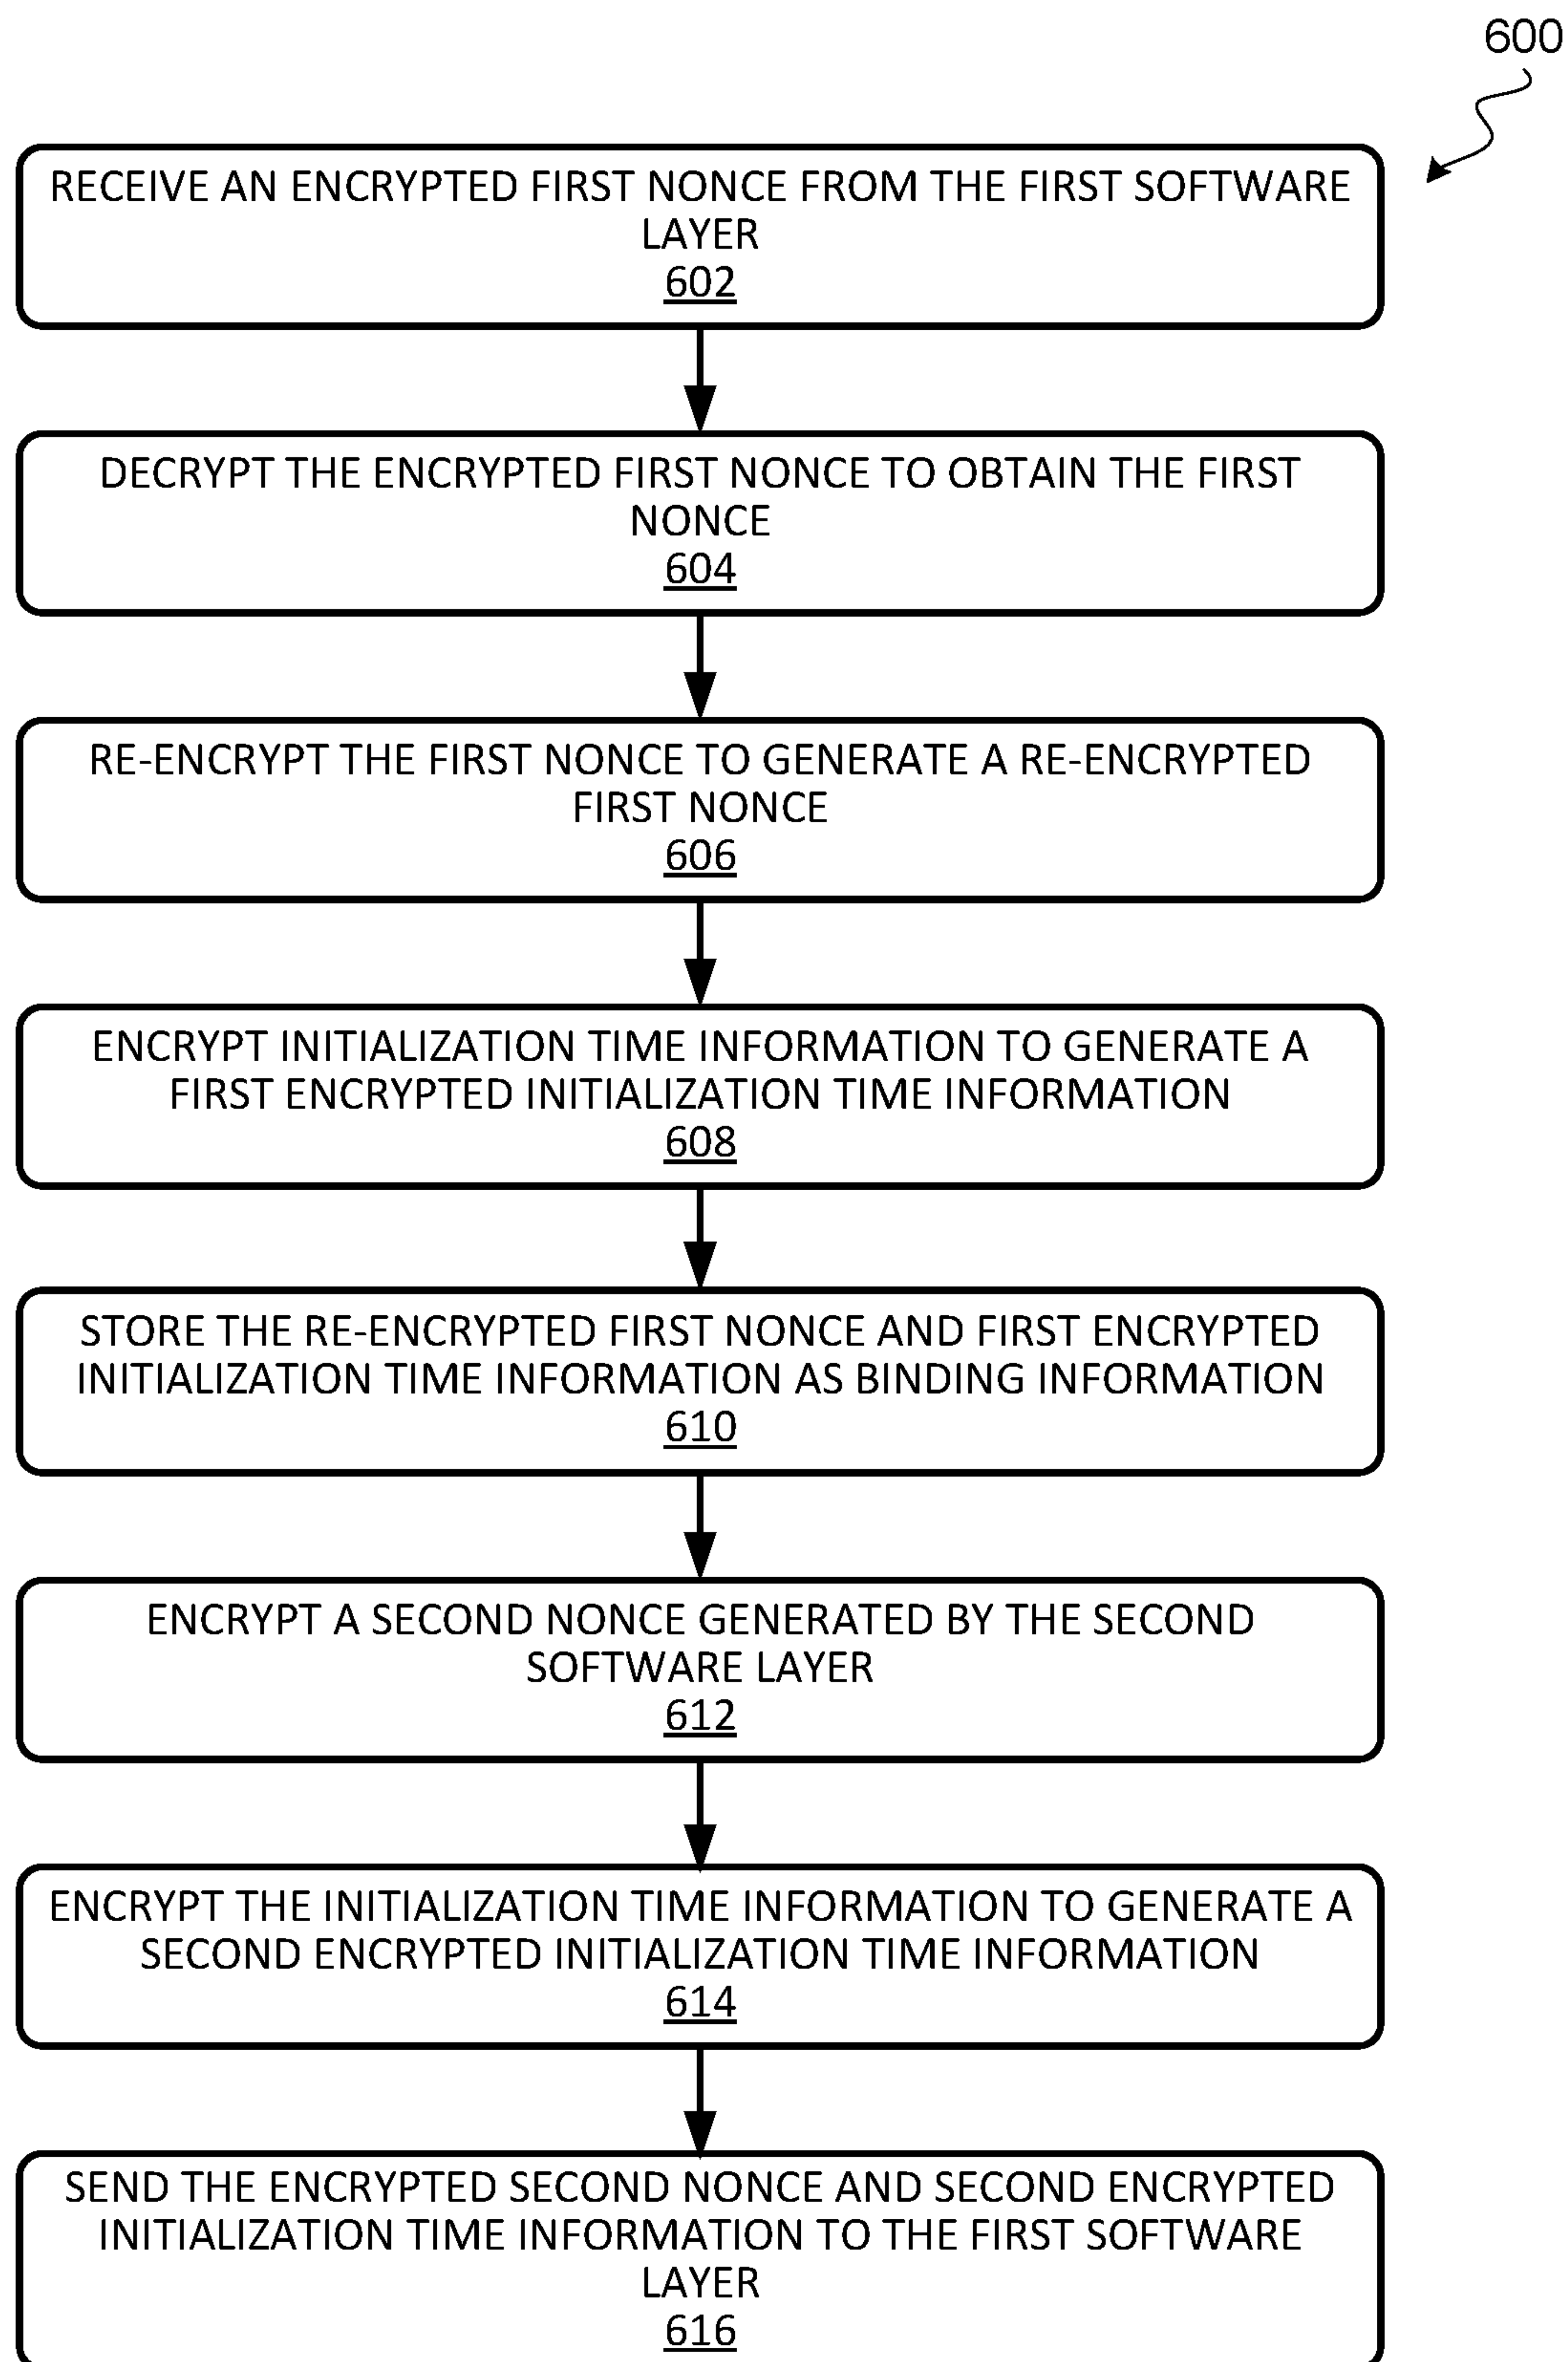 600
RECEIVE AN ENCRYPTED FIRST NONCE FROM THE FIRST SOFTWARE
LAYER
602
DECRYPT THE ENCRYPTED FIRST NONCE TO OBTAIN THE FIRST
NONCE
604
RE-ENCRYPT THE FIRST NONCE TO GENERATE A RE-ENCRYPTED
FIRST NONCE
606
ENCRYPT INITIALIZATION TIME INFORMATION TO GENERATE A
FIRST ENCRYPTED INITIALIZATION TIME INFORMATION
608
STORE THE RE-ENCRYPTED FIRST NONCE AND FIRST ENCRYPTED
INITIALIZATION TIME INFORMATION AS BINDING INFORMATION
610
ENCRYPT A SECOND NONCE GENERATED BY THE SECOND
SOFTWARE LAYER
612
ENCRYPT THE INITIALIZATION TIME INFORMATION TO GENERATE A
SECOND ENCRYPTED INITIALIZATION TIME INFORMATION
614
SEND THE ENCRYPTED SECOND NONCE AND SECOND ENCRYPTED
INITIALIZATION TIME INFORMATION TO THE FIRST SOFTWARE
LAYER
616